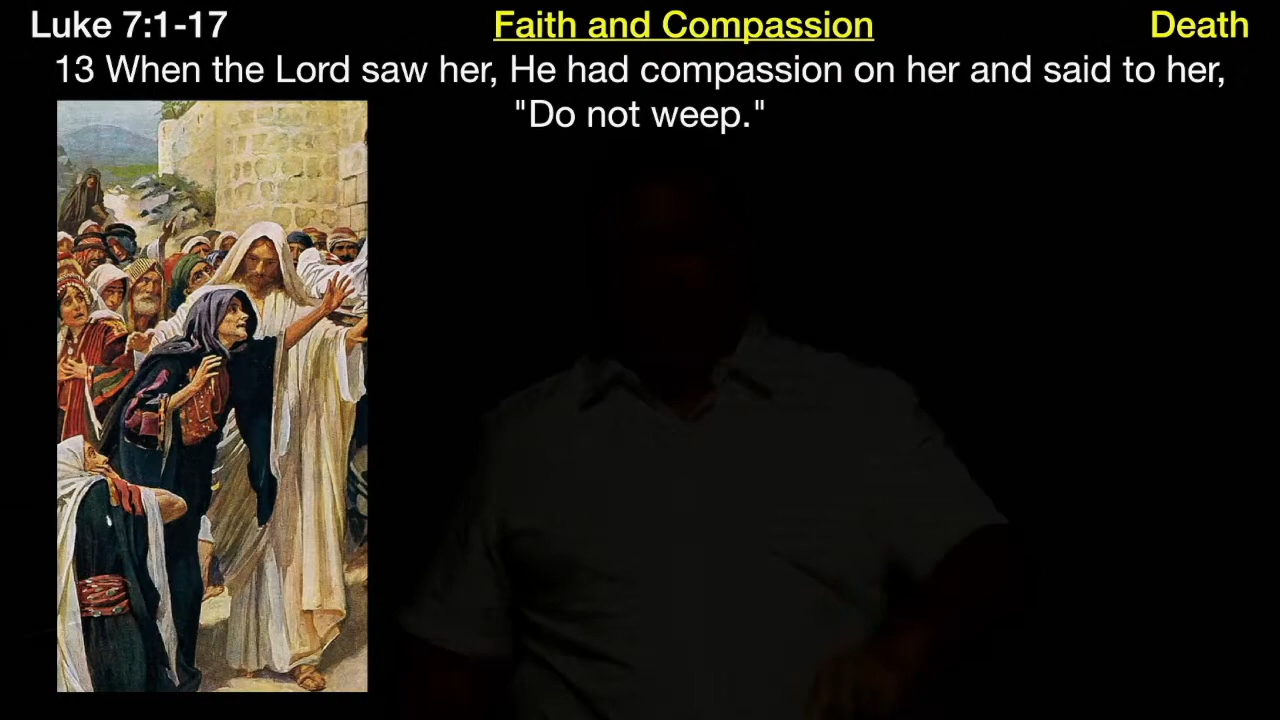 Luke 7:1-17 Faith and Compassion Death
13 When the Lord saw her, He had compassion on her and said to her,
"Do not weep."